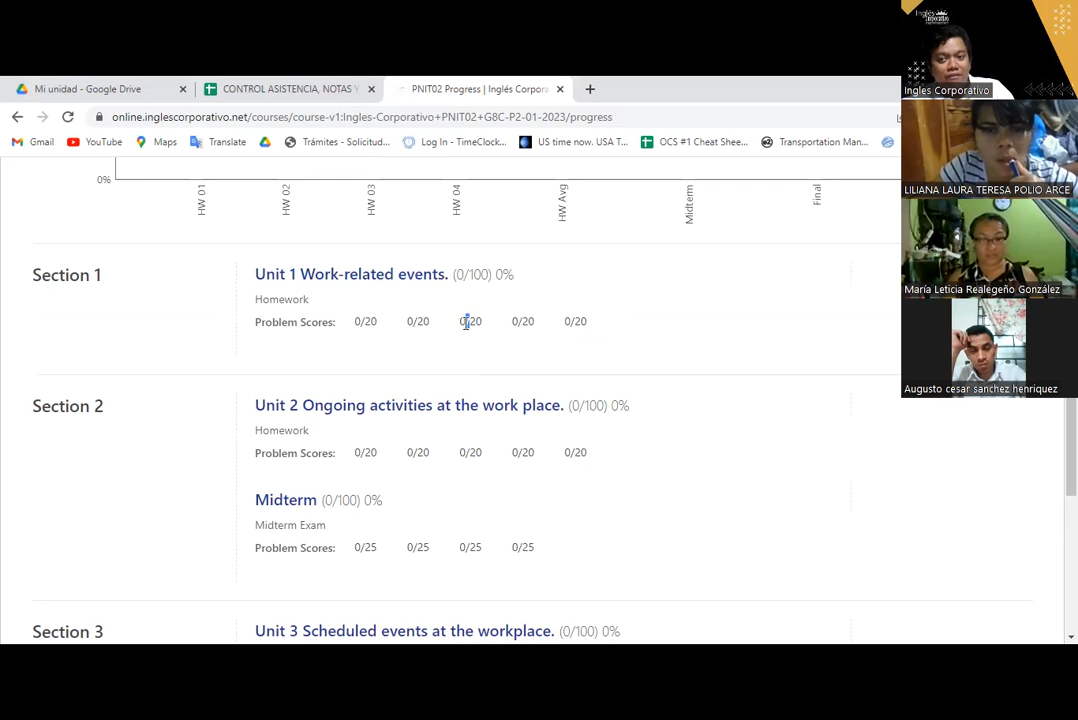 Mi unidad - Google Drive
CONTROL ASISTENCIA, NOTAS Y
PNIT02 Progress | Inglés Corpora
online.inglescorporativo.net/courses/course-v1:Ingles-Corporativo+PNIT02+G8C-P2-01-2023/progress
Gmail
YouTube
Maps
Translate
Trámites - Solicitud...
Log In - TimeClock...
US time now. USA T...
OCS #1 Cheat Shee...
Transportation Man...
0%
HW 01
HW 02
HW 03
HW 04
HW Avg
Midterm
Final
Section 1
Unit 1 Work-related events. (0/100) 0%
Homework
Problem Scores: 0/20 0/20 0/20 0/20 0/20
Section 2
Unit 2 Ongoing activities at the work place. (0/100) 0%
Homework
Problem Scores: 0/20 0/20 0/20 0/20 0/20
Midterm (0/100) 0%
Midterm Exam
Problem Scores: 0/25 0/25 0/25 0/25
Section 3
Unit 3 Scheduled events at the workplace. (0/100) 0%
Inglés
Corporativo
Ingles Corporativo
LILIANA LAURA TERESA POLIO ARCE
María Leticia Realegeño González
Augusto cesar sanchez henriquez